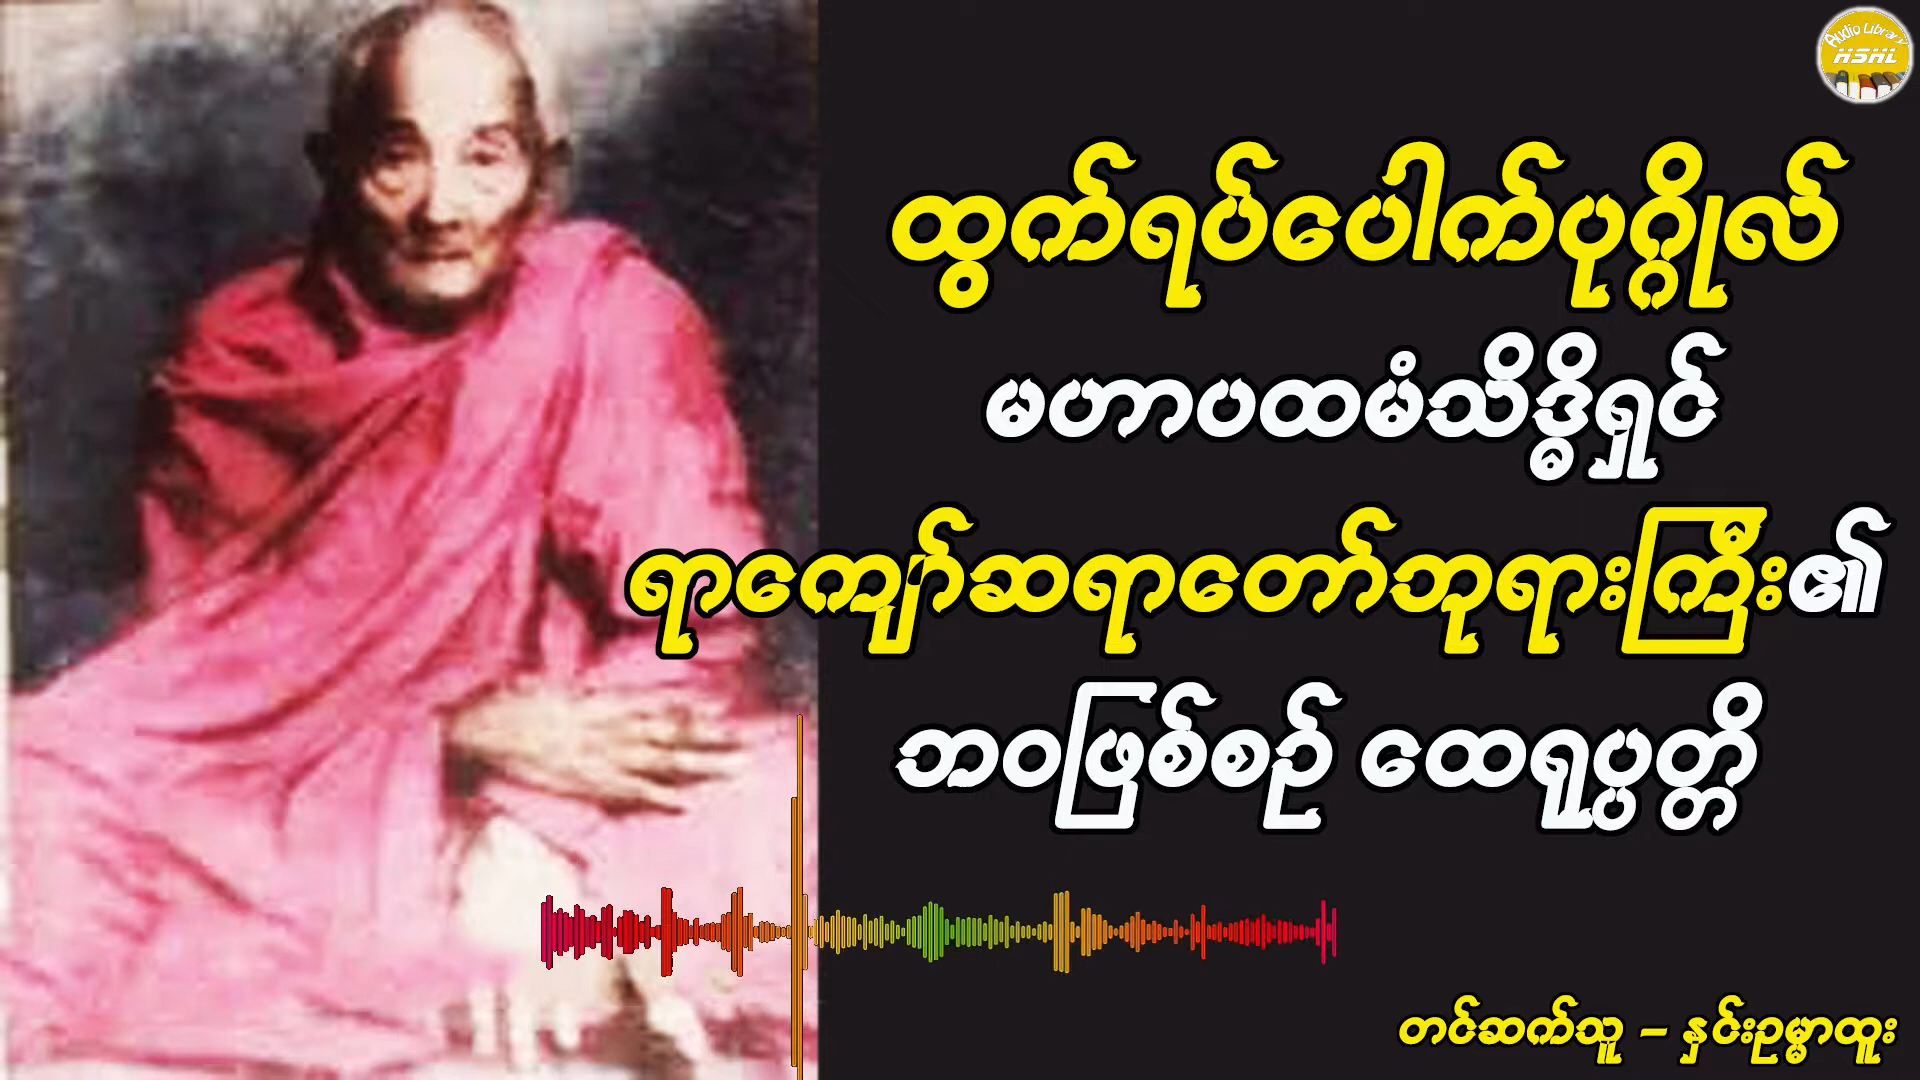 Audio Library
HSHL
ထွက်ရပ်ပေါက်ပုဂ္ဂိုလ်
မဟာပထမံသိဒ္ဓိရှင်
ရာကျော်ဆရာတော်ဘုရားကြီး၏
ဘဝဖြစ်စဉ် ထေရုပ္ပတ္တိ
တင်ဆက်သူ – နှင်းဥမ္မာထူး